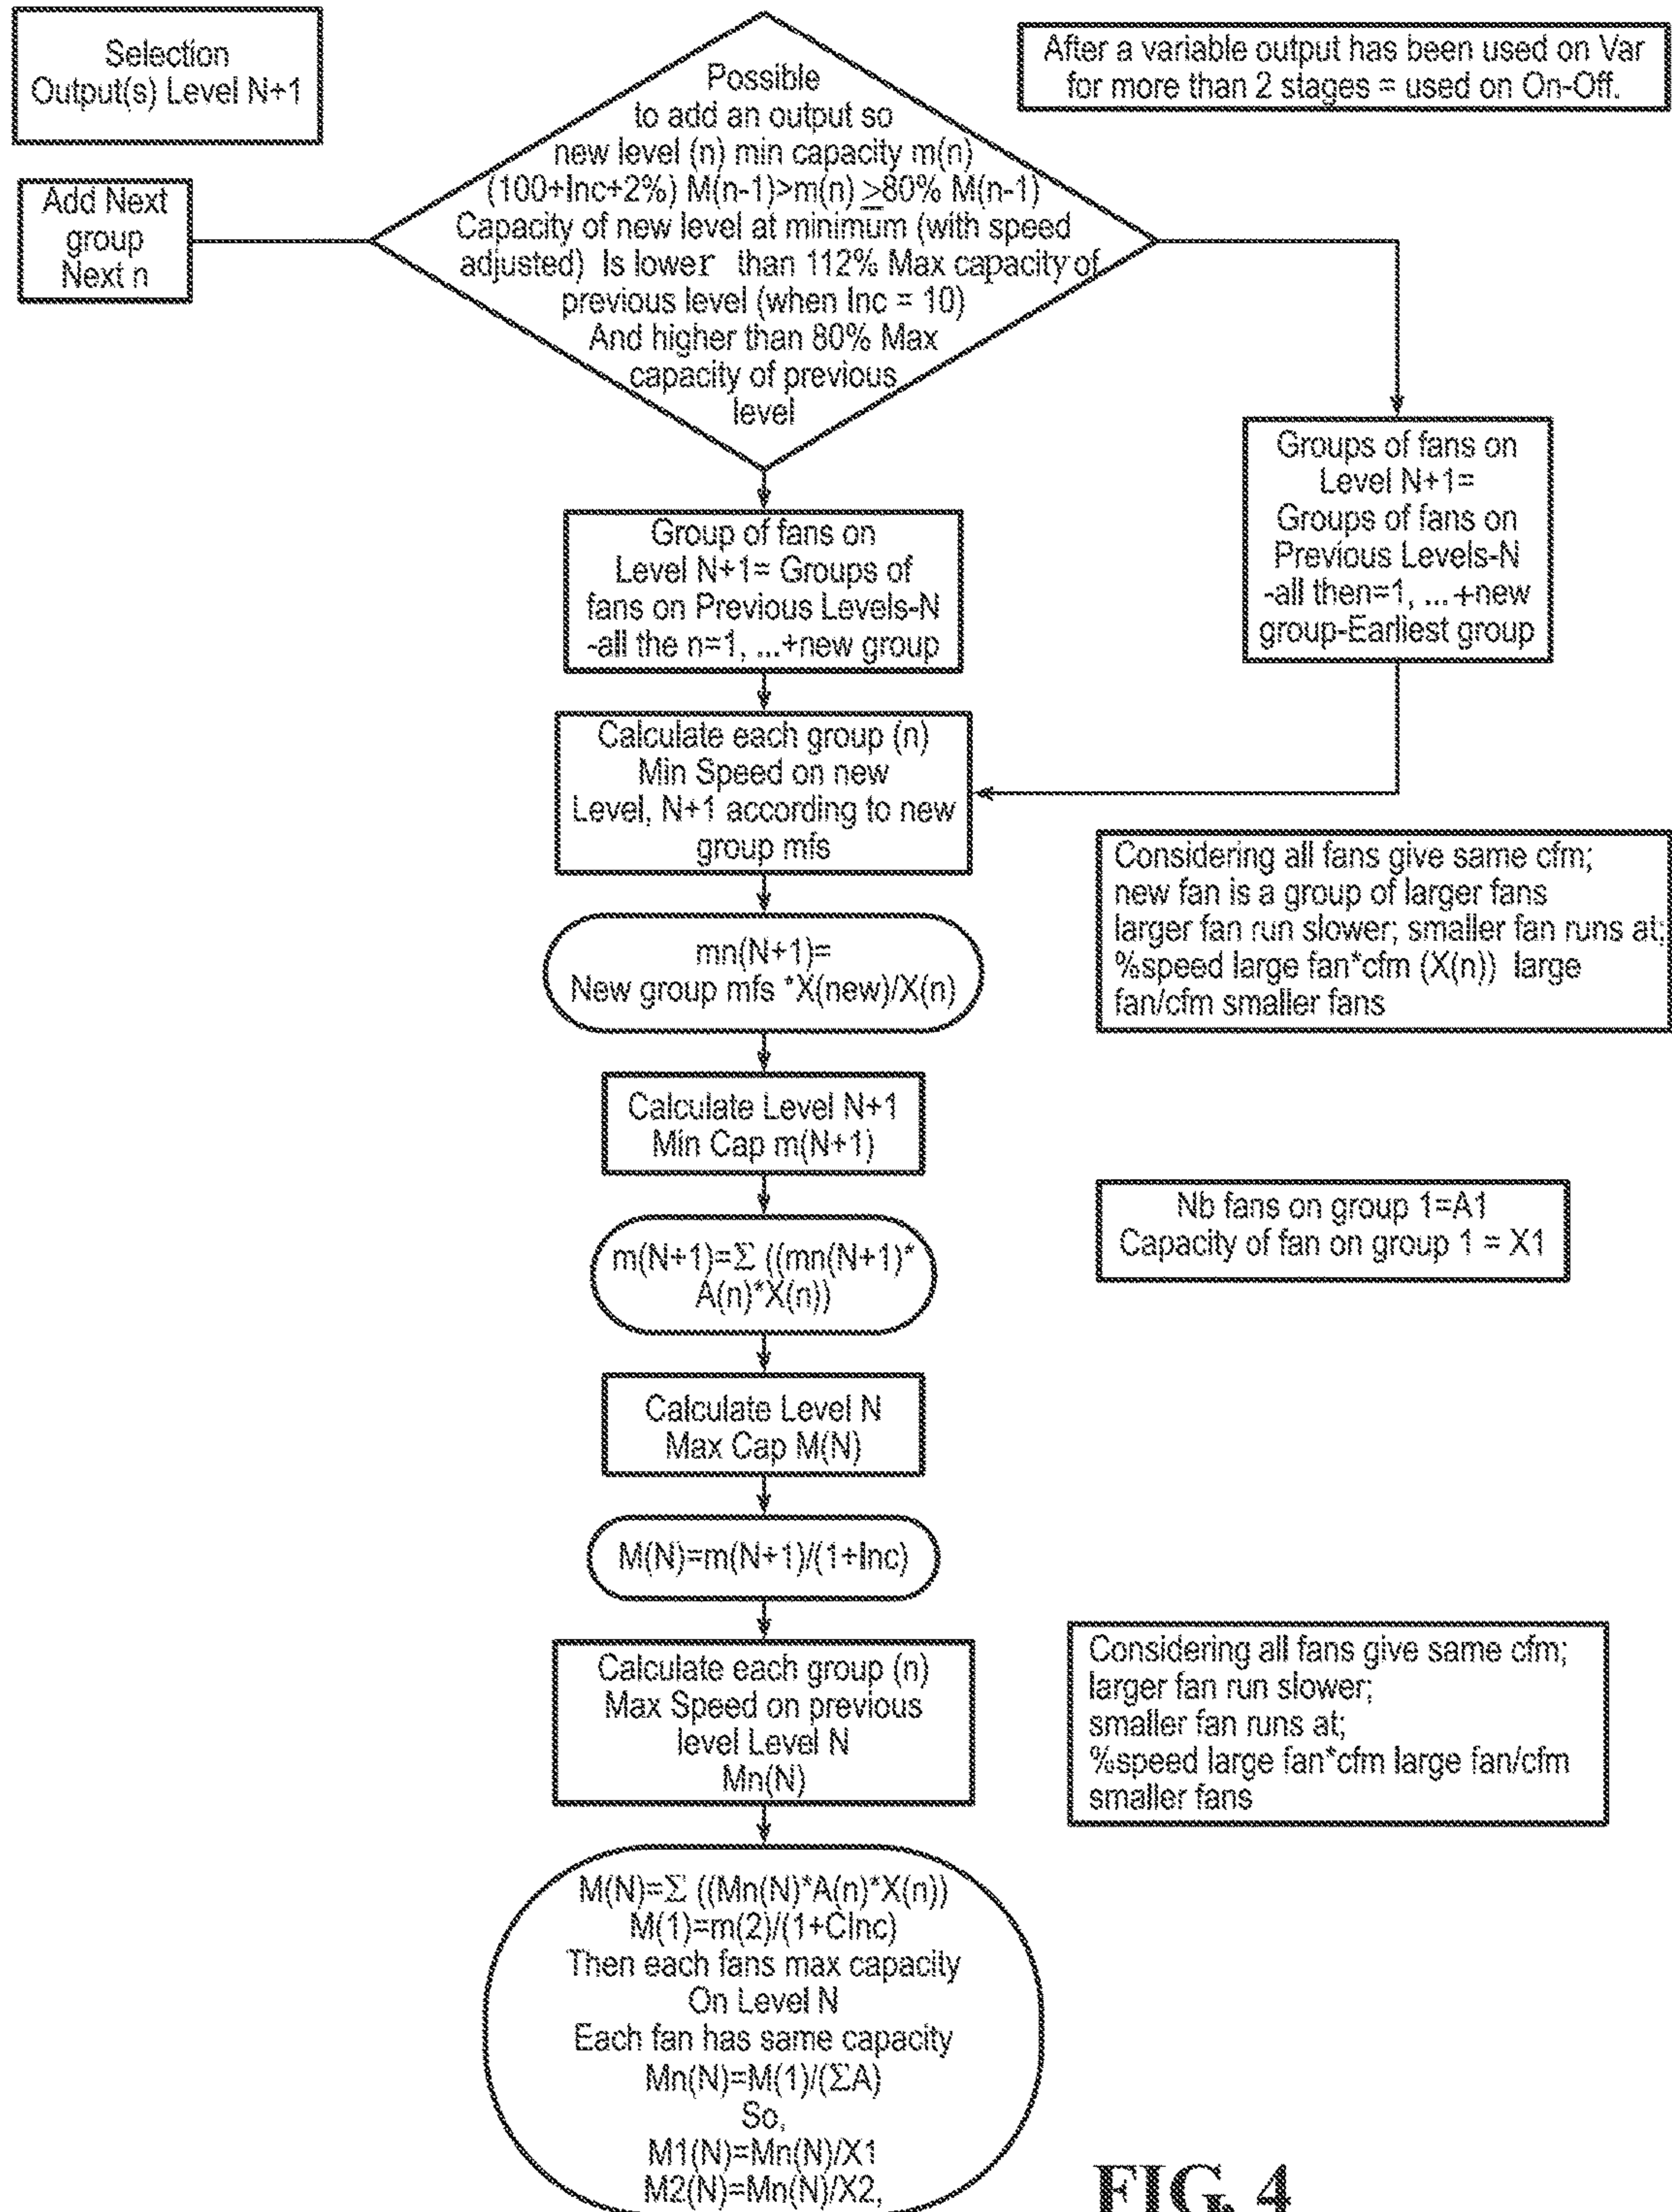 Selection
Output(s) Level N+1
After a variable output has been used on Var
for more than 2 stages = used on On-Off.
Add Next
group
Next n
Possible
to add an output so
new level (n) min capacity m(n)
(100+Inc+2%) M(n-1)>m(n) ≥80% M(n-1)
Capacity of new level at minimum (with speed
adjusted) Is lower than 112% Max capacity of
previous level (when Inc = 10)
And higher than 80% Max
capacity of previous
level
Groups of fans on
Level N+1=
Groups of fans on
Previous Levels-N
-all then=1, ...+new
group-Earliest group
Group of fans on
Level N+1= Groups of
fans on Previous Levels-N
-all the n=1, ...+new group
Calculate each group (n)
Min Speed on new
Level, N+1 according to new
group mfs
Considering all fans give same cfm;
new fan is a group of larger fans
larger fan run slower; smaller fan runs at;
%speed large fan*cfm (X(n)) large
fan/cfm smaller fans
mn(N+1)=
New group mfs *X(new)/X(n)
Calculate Level N+1
Min Cap m(N+1)
Nb fans on group 1=A1
Capacity of fan on group 1 = X1
m(N+1)=Σ ((mn(N+1)*
A(n)*X(n))
Calculate Level N
Max Cap M(N)
M(N)=m(N+1)/(1+Inc)
Calculate each group (n)
Max Speed on previous
level Level N
Mn(N)
Considering all fans give same cfm;
larger fan run slower;
smaller fan runs at;
%speed large fan*cfm large fan/cfm
smaller fans
M(N)=Σ ((Mn(N)*A(n)*X(n))
M(1)=m(2)/(1+CInc)
Then each fans max capacity
On Level N
Each fan has same capacity
Mn(N)=M(1)/(ΣA)
So,
M1(N)=Mn(N)/X1
M2(N)=Mn(N)/X2,
FIG. 4